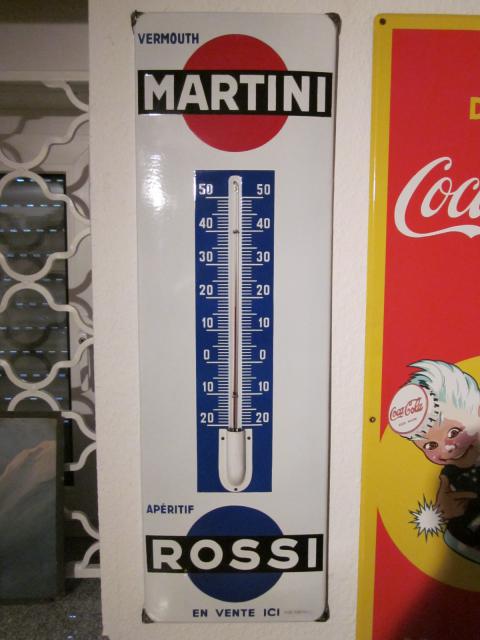 VERMOUTH
MARTINI
50 50
40 40
30 30
20 20
10 10
0 0
10 10
20 20
APÉRITIF
ROSSI
EN VENTE ICI
D
Coca
Coca-Cola